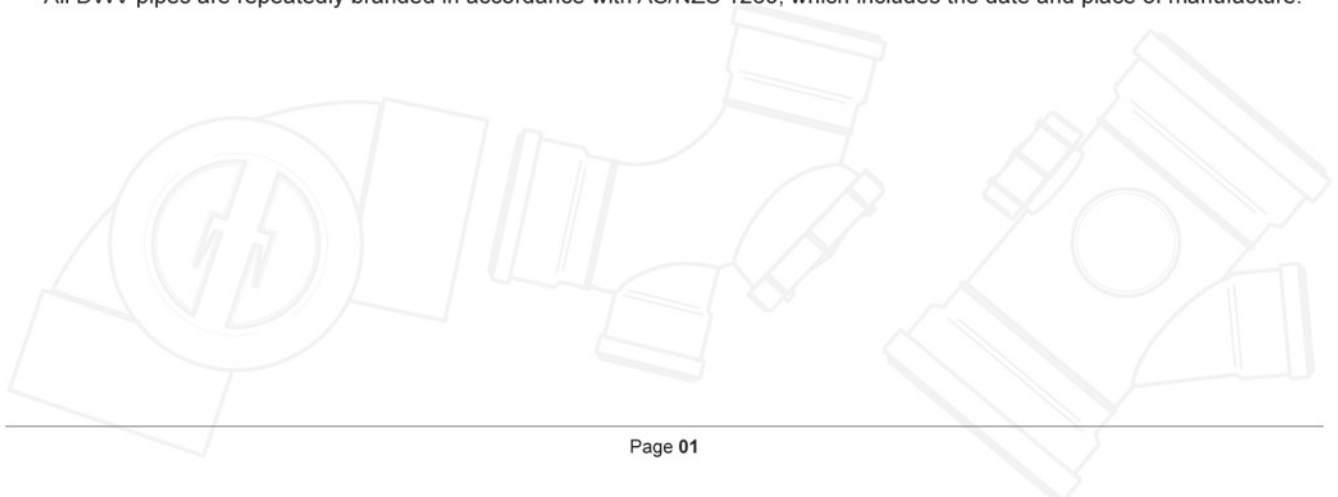 All DWV pipes are repeatedly branded in accordance with AS/NZS 1260, which includes the date and place of manufacture.
Page 01